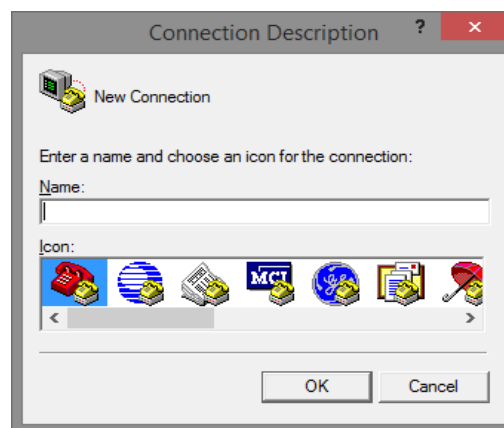 Connection Description ?
New Connection
Enter a name and choose an icon for the connection:
Name:
Icon:
MCI
OK Cancel